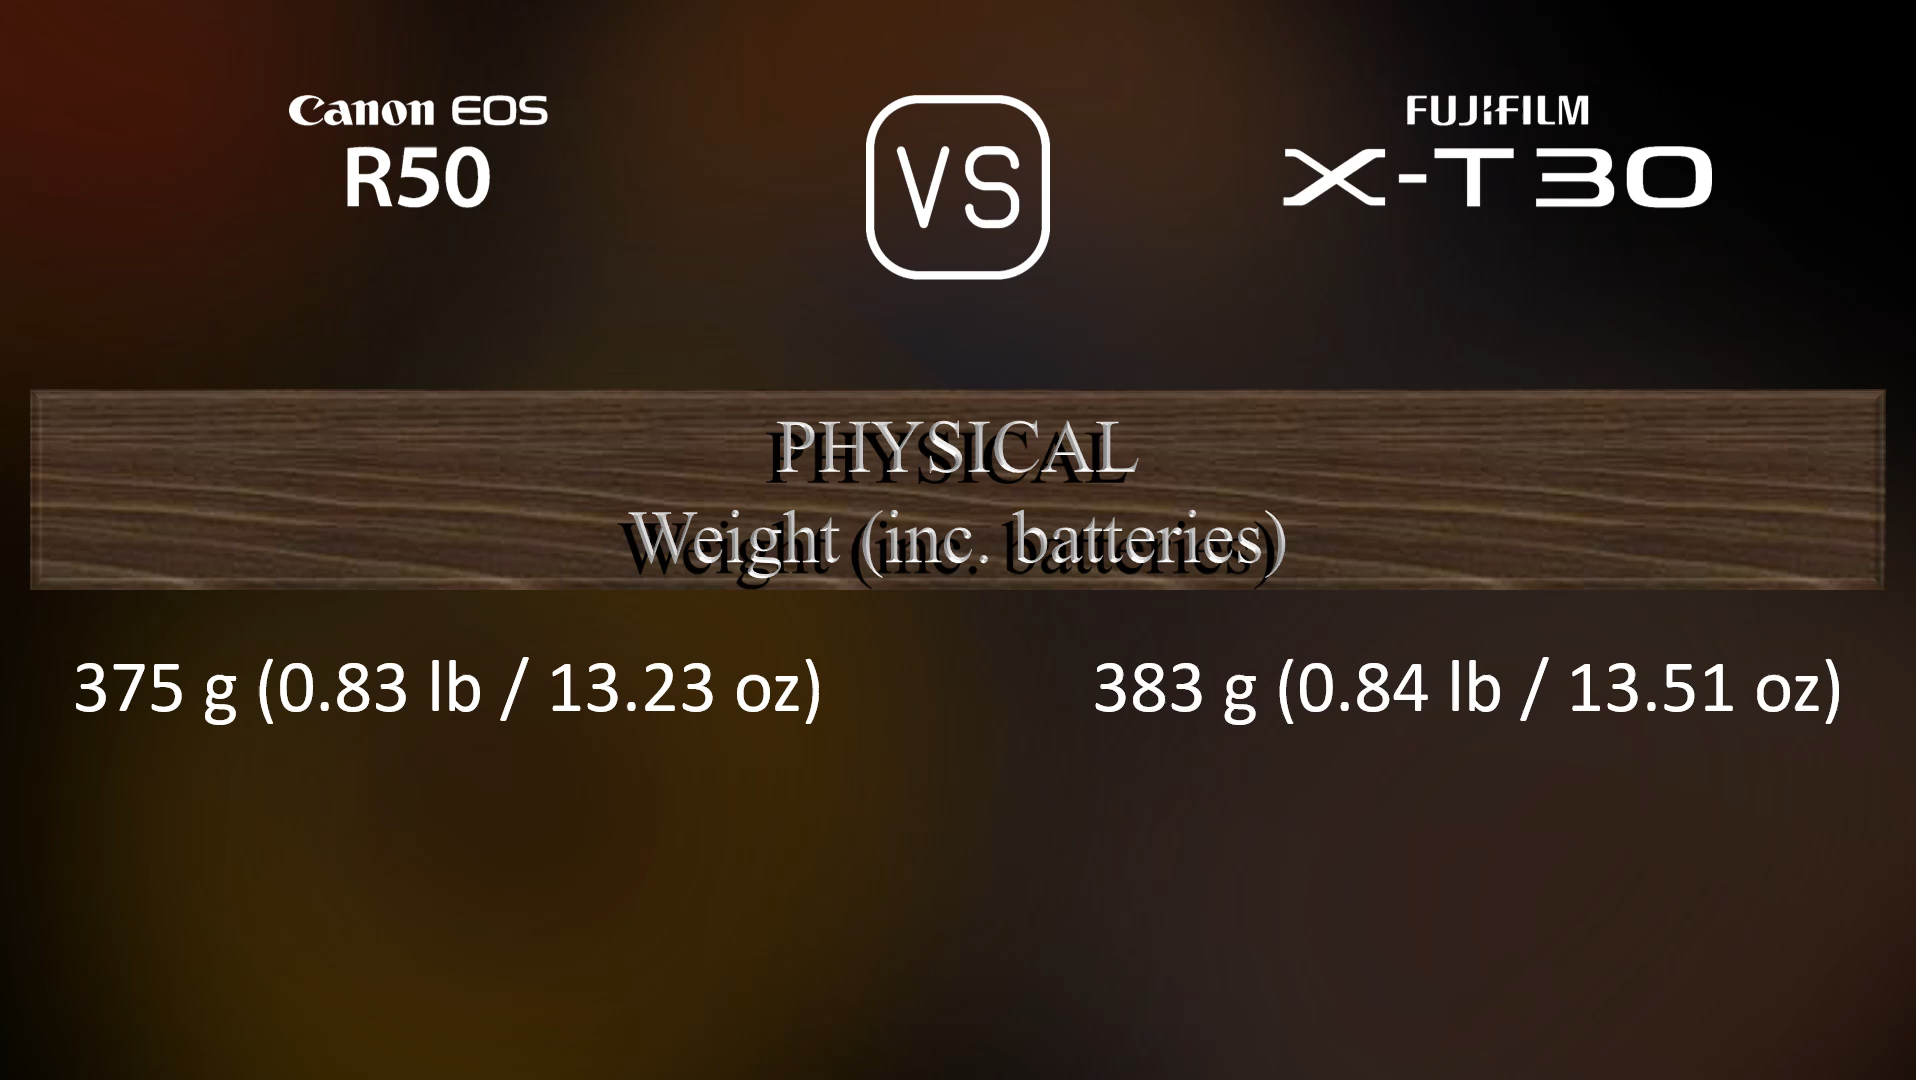 Canon EOS
R50
VS
FUJIFILM
X-T30
PHYSICAL
Weight (inc. batteries)
375 g (0.83 lb / 13.23 oz)
383 g (0.84 lb / 13.51 oz)